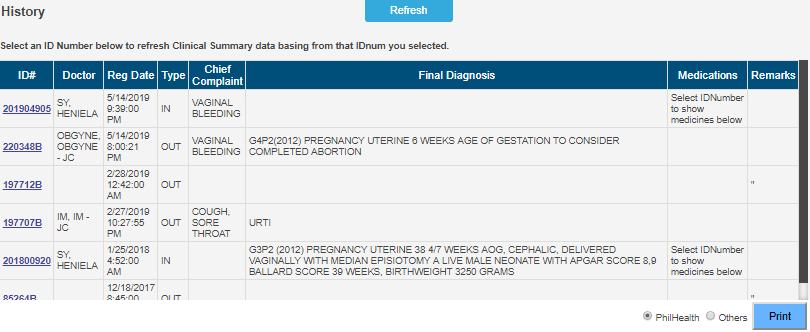 History
Refresh
Select an ID Number below to refresh Clinical Summary data basing from that IDnum you selected.
ID# Doctor Reg Date Type Chief Complaint Final Diagnosis Medications Remarks
201904905 SY, HENIELA 5/14/2019 9:39:00 PM IN VAGINAL BLEEDING Select IDNumber to show medicines below
220348B OBGYNE, OBGYNE - JC 5/14/2019 8:00:21 PM OUT VAGINAL BLEEDING G4P2(2012) PREGNANCY UTERINE 6 WEEKS AGE OF GESTATION TO CONSIDER COMPLETED ABORTION
197712B 2/28/2019 12:42:00 AM OUT "
197707B IM, IM - JC 2/27/2019 10:27:55 PM OUT COUGH, SORE THROAT URTI
201800920 SY, HENIELA 1/25/2018 4:52:00 AM IN G3P2 (2012) PREGNANCY UTERINE 38 4/7 WEEKS AOG, CEPHALIC, DELIVERED VAGINALLY WITH MEDIAN EPISIOTOMY A LIVE MALE NEONATE WITH APGAR SCORE 8,9 BALLARD SCORE 39 WEEKS, BIRTHWEIGHT 3250 GRAMS Select IDNumber to show medicines below
85264B 12/18/2017 8:45:00 OUT "
PhilHealth Others Print